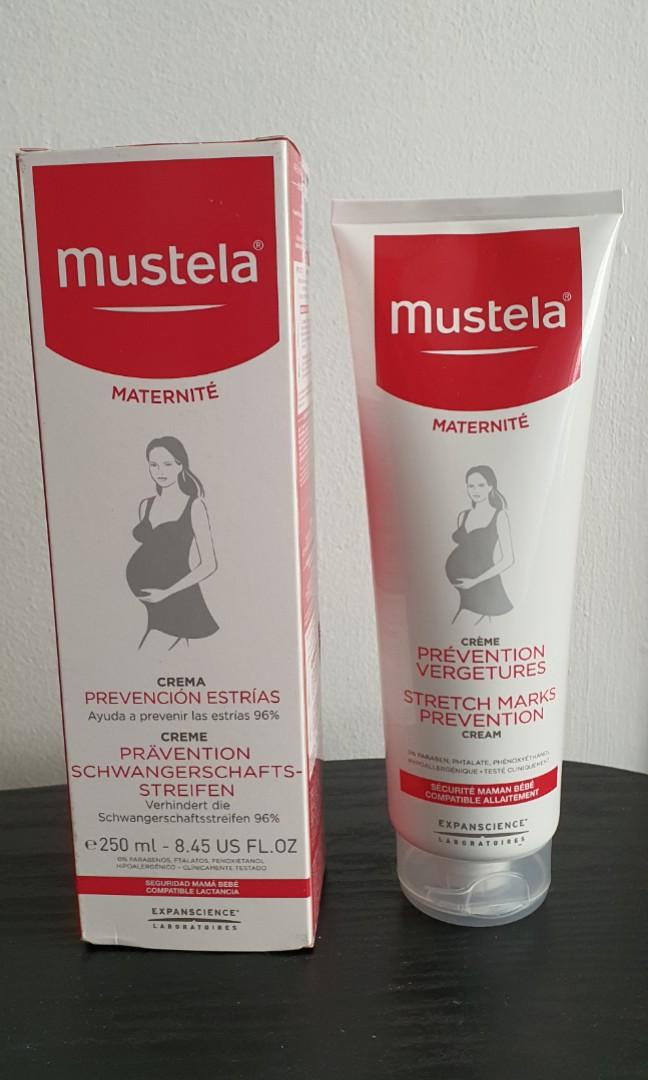 mustela®
MATERNITÉ
CREMA
PREVENCIÓN ESTRÍAS
Ayuda a prevenir las estrías 96%
CREME
PRÄVENTION
SCHWANGERSCHAFTS-
STREIFEN
Verhindert die
Schwangerschaftsstreifen 96%
e 250 ml - 8.45 US FL.OZ
0% PARABENOS, FTALATOS, FENOXIETANOL
HIPOALERGÉNICO • CLÍNICAMENTE TESTADO
SEGURIDAD MAMÁ BEBÉ
COMPATIBLE LACTANCIA
EXPANSCIENCE
LABORATOIRES
mustela®
MATERNITÉ
CRÈME
PRÉVENTION
VERGETURES
STRETCH MARKS
PREVENTION
CREAM
0% PARABEN, PHTALATE, PHÉNOXYÉTHANOL
HYPOALLERGÉNIQUE • TESTÉ CLINIQUEMENT
SÉCURITÉ MAMAN BÉBÉ
COMPATIBLE ALLAITEMENT
EXPANSCIENCE
LABORATOIRES